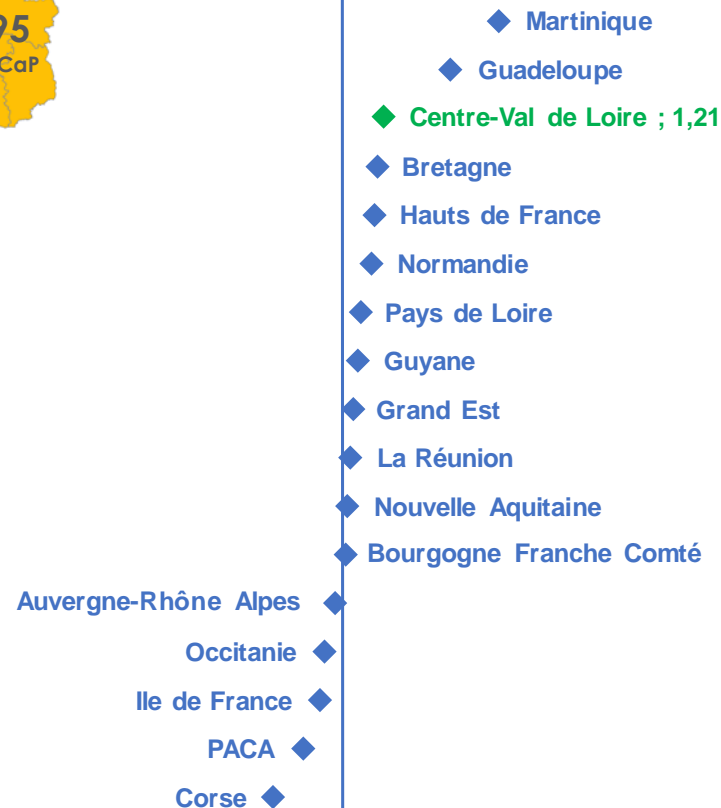 95
CaP
Martinique
Guadeloupe
Centre-Val de Loire ; 1,21
Bretagne
Hauts de France
Normandie
Pays de Loire
Guyane
Grand Est
La Réunion
Nouvelle Aquitaine
Bourgogne Franche Comté
Auvergne-Rhône Alpes
Occitanie
Ile de France
PACA
Corse